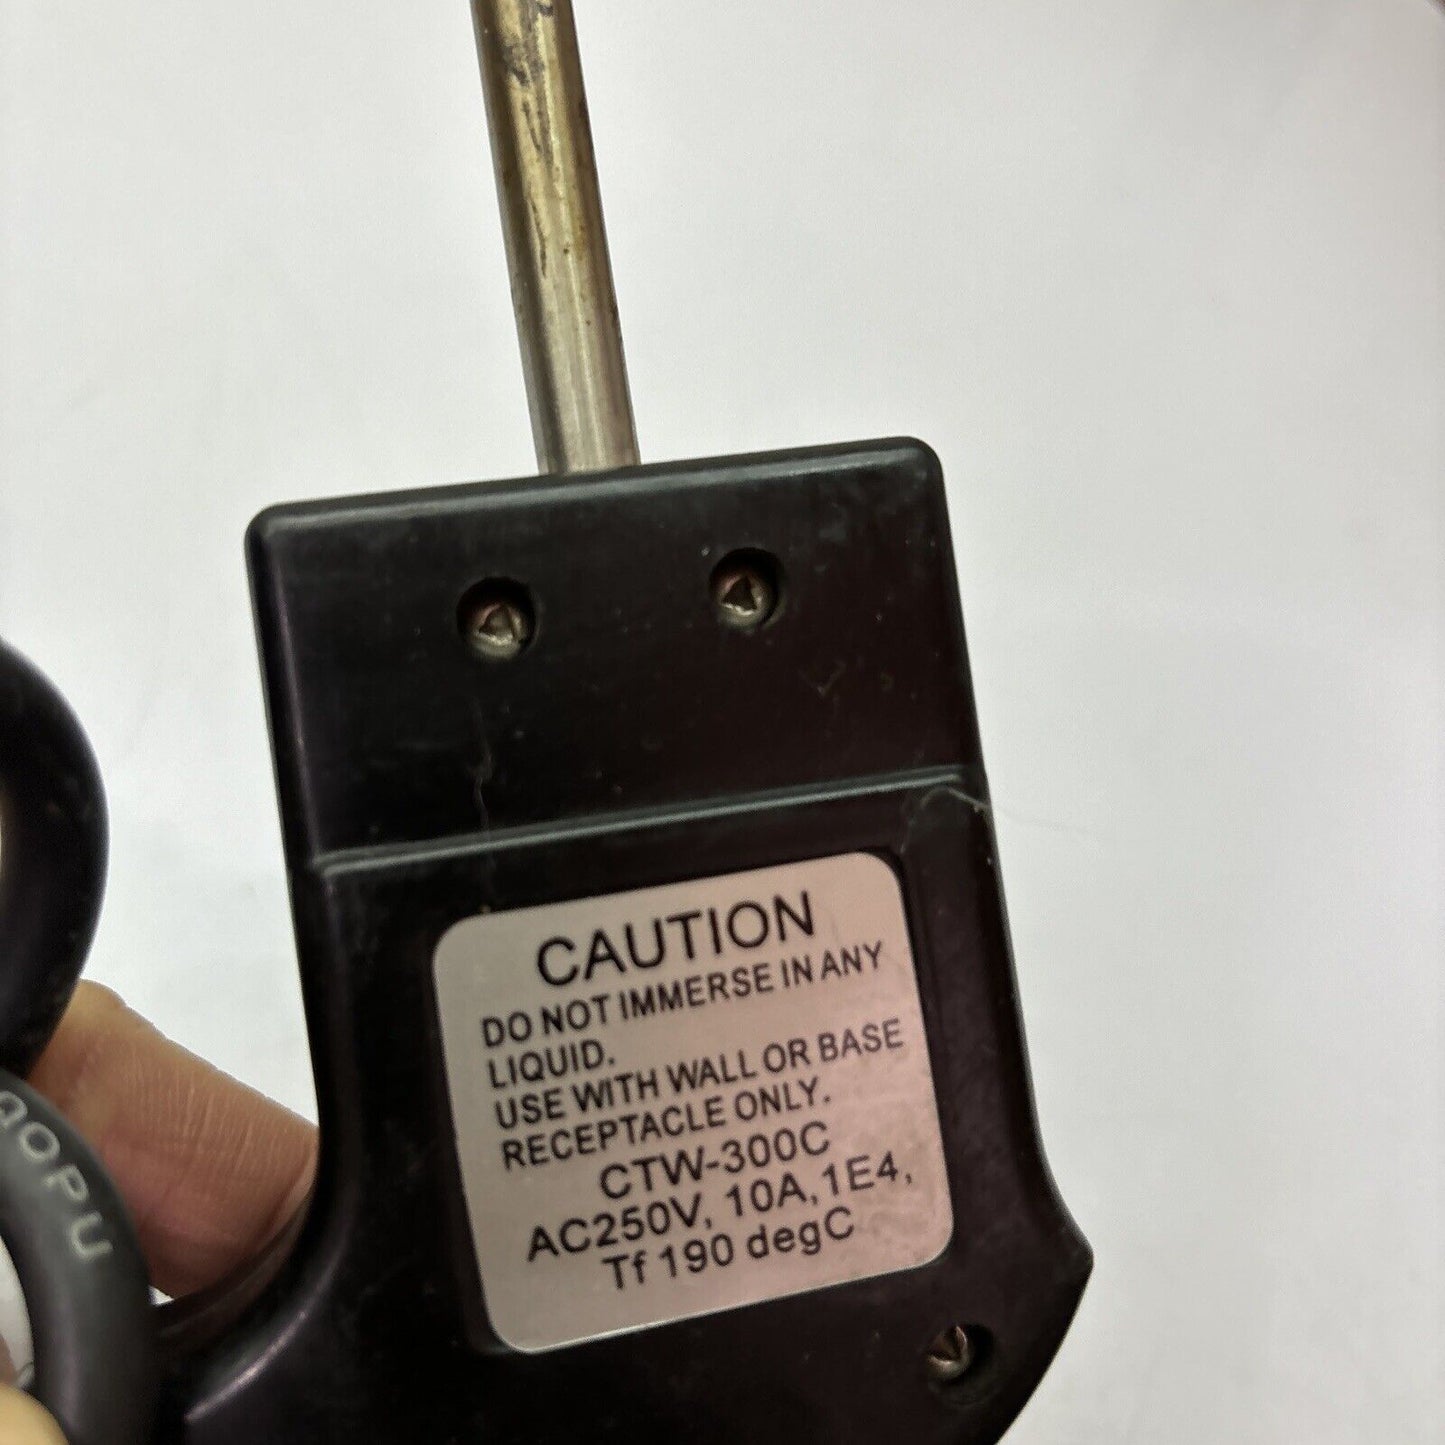 CAUTION
DO NOT IMMERSE IN ANY
LIQUID.
USE WITH WALL OR BASE
RECEPTACLE ONLY.
CTW-300C
AC250V, 10A, 1E4,
Tf 190 degC
AOPU